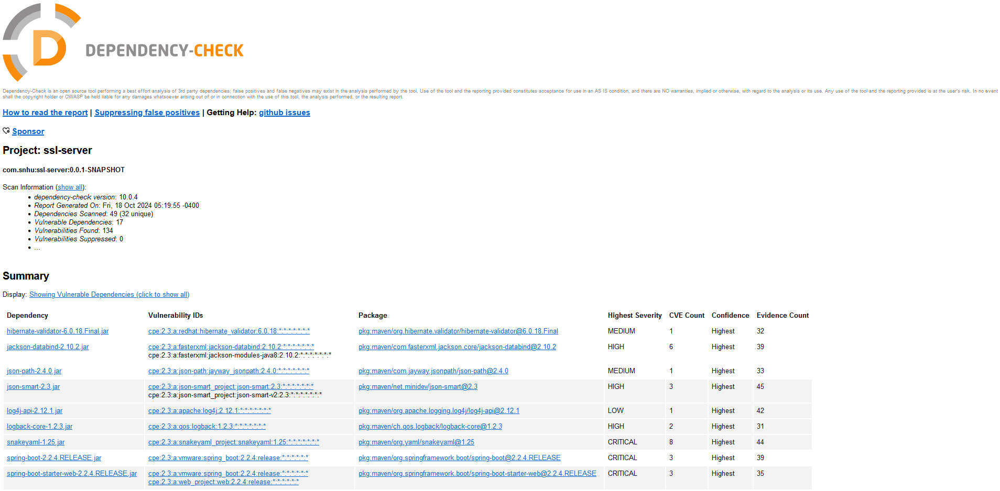 D DEPENDENCY-CHECK
Dependency-Check is an open source tool performing a best effort analysis of 3rd party dependencies; false positives and false negatives may exist in the analysis performed by the tool. Use of the tool and the reporting provided constitutes acceptance for use in an AS IS condition, and there are NO warranties, implied or otherwise, with regard to the analysis or its use. Any use of the tool and the reporting provided is at the user's risk. In no event
shall the copyright holder or OWASP be held liable for any damages whatsoever arising out of or in connection with the use of this tool, the analysis performed, or the resulting report.
How to read the report | Suppressing false positives | Getting Help: github issues
Sponsor
Project: ssl-server
com.snhu:ssl-server:0.0.1-SNAPSHOT
Scan Information (show all):
• dependency-check version: 10.0.4
• Report Generated On: Fri, 18 Oct 2024 05:19:55 -0400
• Dependencies Scanned: 49 (32 unique)
• Vulnerable Dependencies: 17
• Vulnerabilities Found: 134
• Vulnerabilities Suppressed: 0
• ...
Summary
Display: Showing Vulnerable Dependencies (click to show all)
Dependency Vulnerability IDs Package Highest Severity CVE Count Confidence Evidence Count
hibernate-validator-6.0.18.Final.jar cpe:2.3:a:redhat:hibernate_validator:6.0.18:*:*:*:*:*:*:* pkg:maven/org.hibernate.validator/hibernate-validator@6.0.18.Final MEDIUM 1 Highest 32
jackson-databind-2.10.2.jar cpe:2.3:a:fasterxml:jackson-databind:2.10.2:*:*:*:*:*:*:* pkg:maven/com.fasterxml.jackson.core/jackson-databind@2.10.2 HIGH 6 Highest 39
cpe:2.3:a:fasterxml:jackson-modules-java8:2.10.2:*:*:*:*:*:*:*
json-path-2.4.0.jar cpe:2.3:a:json-path:jayway_jsonpath:2.4.0:*:*:*:*:*:*:* pkg:maven/com.jayway.jsonpath/json-path@2.4.0 MEDIUM 1 Highest 33
json-smart-2.3.jar cpe:2.3:a:json-smart_project:json-smart:2.3:*:*:*:*:*:*:* pkg:maven/net.minidev/json-smart@2.3 HIGH 3 Highest 45
cpe:2.3:a:json-smart_project:json-smart-v2:2.3:*:*:*:*:*:*:*
log4j-api-2.12.1.jar cpe:2.3:a:apache:log4j:2.12.1:*:*:*:*:*:*:* pkg:maven/org.apache.logging.log4j/log4j-api@2.12.1 LOW 1 Highest 42
logback-core-1.2.3.jar cpe:2.3:a:qos:logback:1.2.3:*:*:*:*:*:*:* pkg:maven/ch.qos.logback/logback-core@1.2.3 HIGH 2 Highest 31
snakeyaml-1.25.jar cpe:2.3:a:snakeyaml_project:snakeyaml:1.25:*:*:*:*:*:*:* pkg:maven/org.yaml/snakeyaml@1.25 CRITICAL 8 Highest 44
spring-boot-2.2.4.RELEASE.jar cpe:2.3:a:vmware:spring_boot:2.2.4:release:*:*:*:*:*:* pkg:maven/org.springframework.boot/spring-boot@2.2.4.RELEASE CRITICAL 3 Highest 39
spring-boot-starter-web-2.2.4.RELEASE.jar cpe:2.3:a:vmware:spring_boot:2.2.4:release:*:*:*:*:*:* pkg:maven/org.springframework.boot/spring-boot-starter-web@2.2.4.RELEASE CRITICAL 3 Highest 35
cpe:2.3:a:web_project:web:2.2.4:release:*:*:*:*:*:*